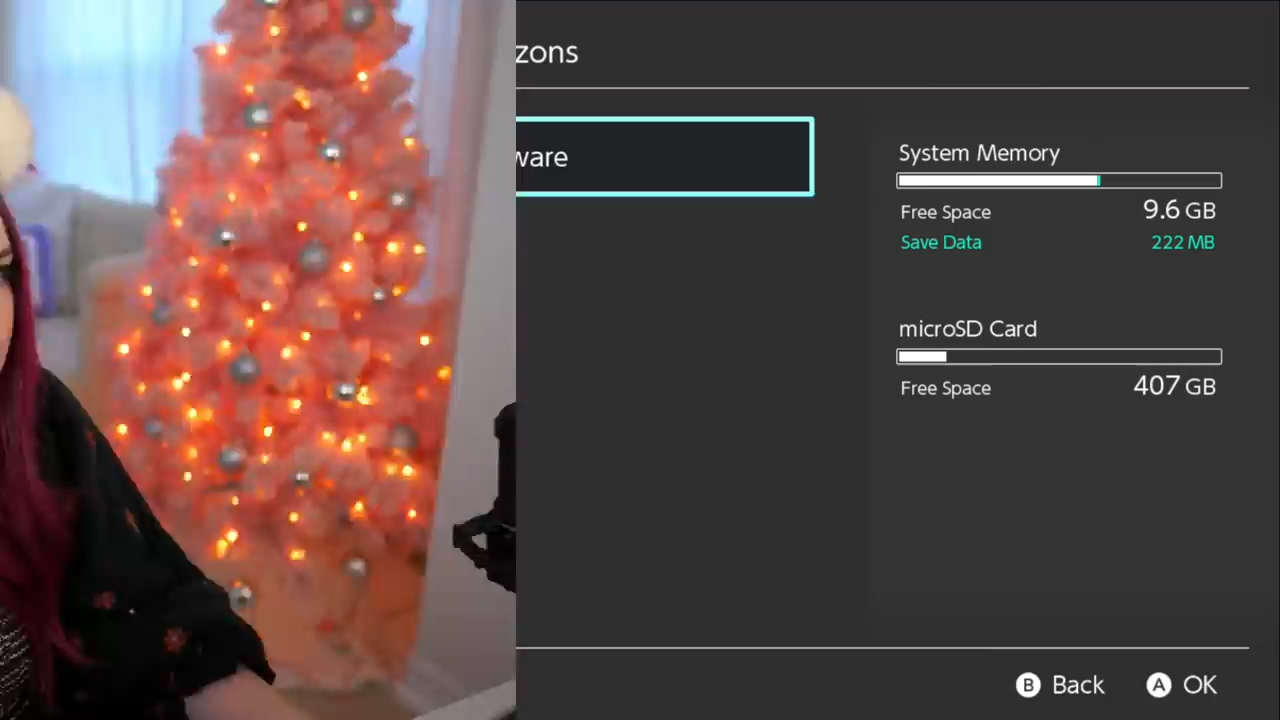 zons
ware
System Memory
Free Space 9.6 GB
Save Data 222 MB
microSD Card
Free Space 407 GB
B Back A OK